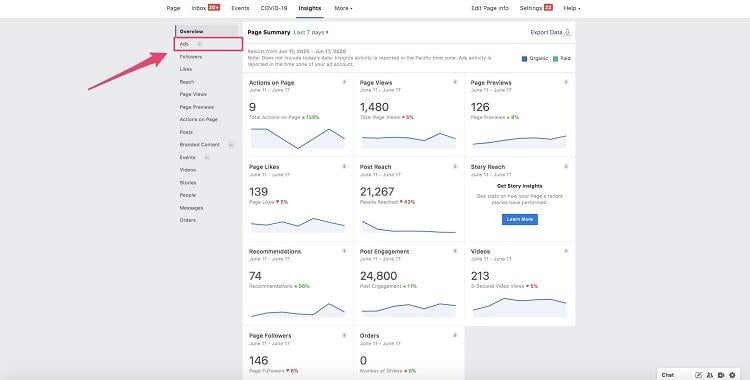 Page Inbox 20+ Events COVID-19 Insights More Edit Page Info Settings 22 Help
Overview
Ads
Followers
Likes
Reach
Page Views
Page Previews
Actions on Page
Posts
Branded Content
Events
Videos
Stories
People
Messages
Orders
Page Summary Last 7 days
Export Data
Results from Jun 11, 2020 - Jun 17, 2020
Note: Does not include today's data. Insights activity is reported in the Pacific time zone. Ads activity is
reported in the time zone of your ad account.
Organic Paid
Actions on Page
June 11 - June 17
9
Total Actions on Page 125%
Page Views
June 11 - June 17
1,480
Total Page Views 5%
Page Previews
June 11 - June 17
126
Page Previews 8%
Page Likes
June 11 - June 17
139
Page Likes 5%
Post Reach
June 11 - June 17
21,267
People Reached 43%
Story Reach
June 11 - June 17
Get Story Insights
See stats on how your Page's recent
stories have performed.
Learn More
Recommendations
June 11 - June 17
74
Recommendations 56%
Post Engagement
June 11 - June 17
24,800
Post Engagement 11%
Videos
June 11 - June 17
213
3-Second Video Views 5%
Page Followers
June 11 - June 17
146
Page Followers 6%
Orders
June 11 - June 17
0
Number of Orders 0%
Chat